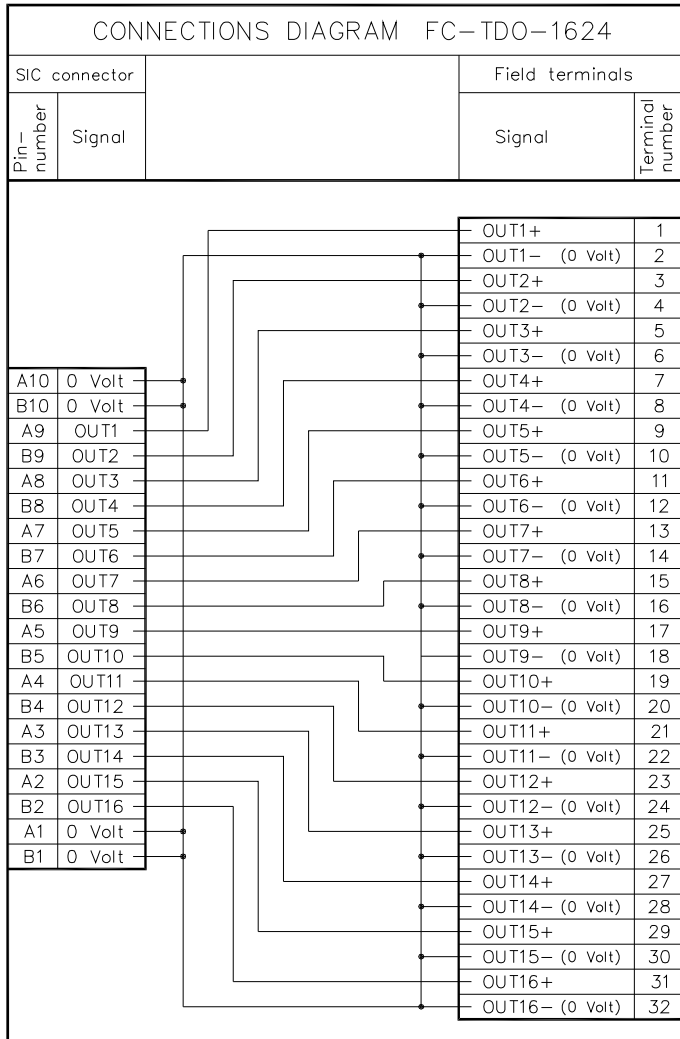 CONNECTIONS DIAGRAM FC-TDO-1624
SIC connector
Field terminals
Pin-number
Signal
Signal
Terminal number
OUT1+ 1
OUT1- (0 Volt) 2
OUT2+ 3
OUT2- (0 Volt) 4
OUT3+ 5
OUT3- (0 Volt) 6
OUT4+ 7
OUT4- (0 Volt) 8
OUT5+ 9
OUT5- (0 Volt) 10
OUT6+ 11
OUT6- (0 Volt) 12
OUT7+ 13
OUT7- (0 Volt) 14
OUT8+ 15
OUT8- (0 Volt) 16
OUT9+ 17
OUT9- (0 Volt) 18
OUT10+ 19
OUT10- (0 Volt) 20
OUT11+ 21
OUT11- (0 Volt) 22
OUT12+ 23
OUT12- (0 Volt) 24
OUT13+ 25
OUT13- (0 Volt) 26
OUT14+ 27
OUT14- (0 Volt) 28
OUT15+ 29
OUT15- (0 Volt) 30
OUT16+ 31
OUT16- (0 Volt) 32
A10 0 Volt
B10 0 Volt
A9 OUT1
B9 OUT2
A8 OUT3
B8 OUT4
A7 OUT5
B7 OUT6
A6 OUT7
B6 OUT8
A5 OUT9
B5 OUT10
A4 OUT11
B4 OUT12
A3 OUT13
B3 OUT14
A2 OUT15
B2 OUT16
A1 0 Volt
B1 0 Volt